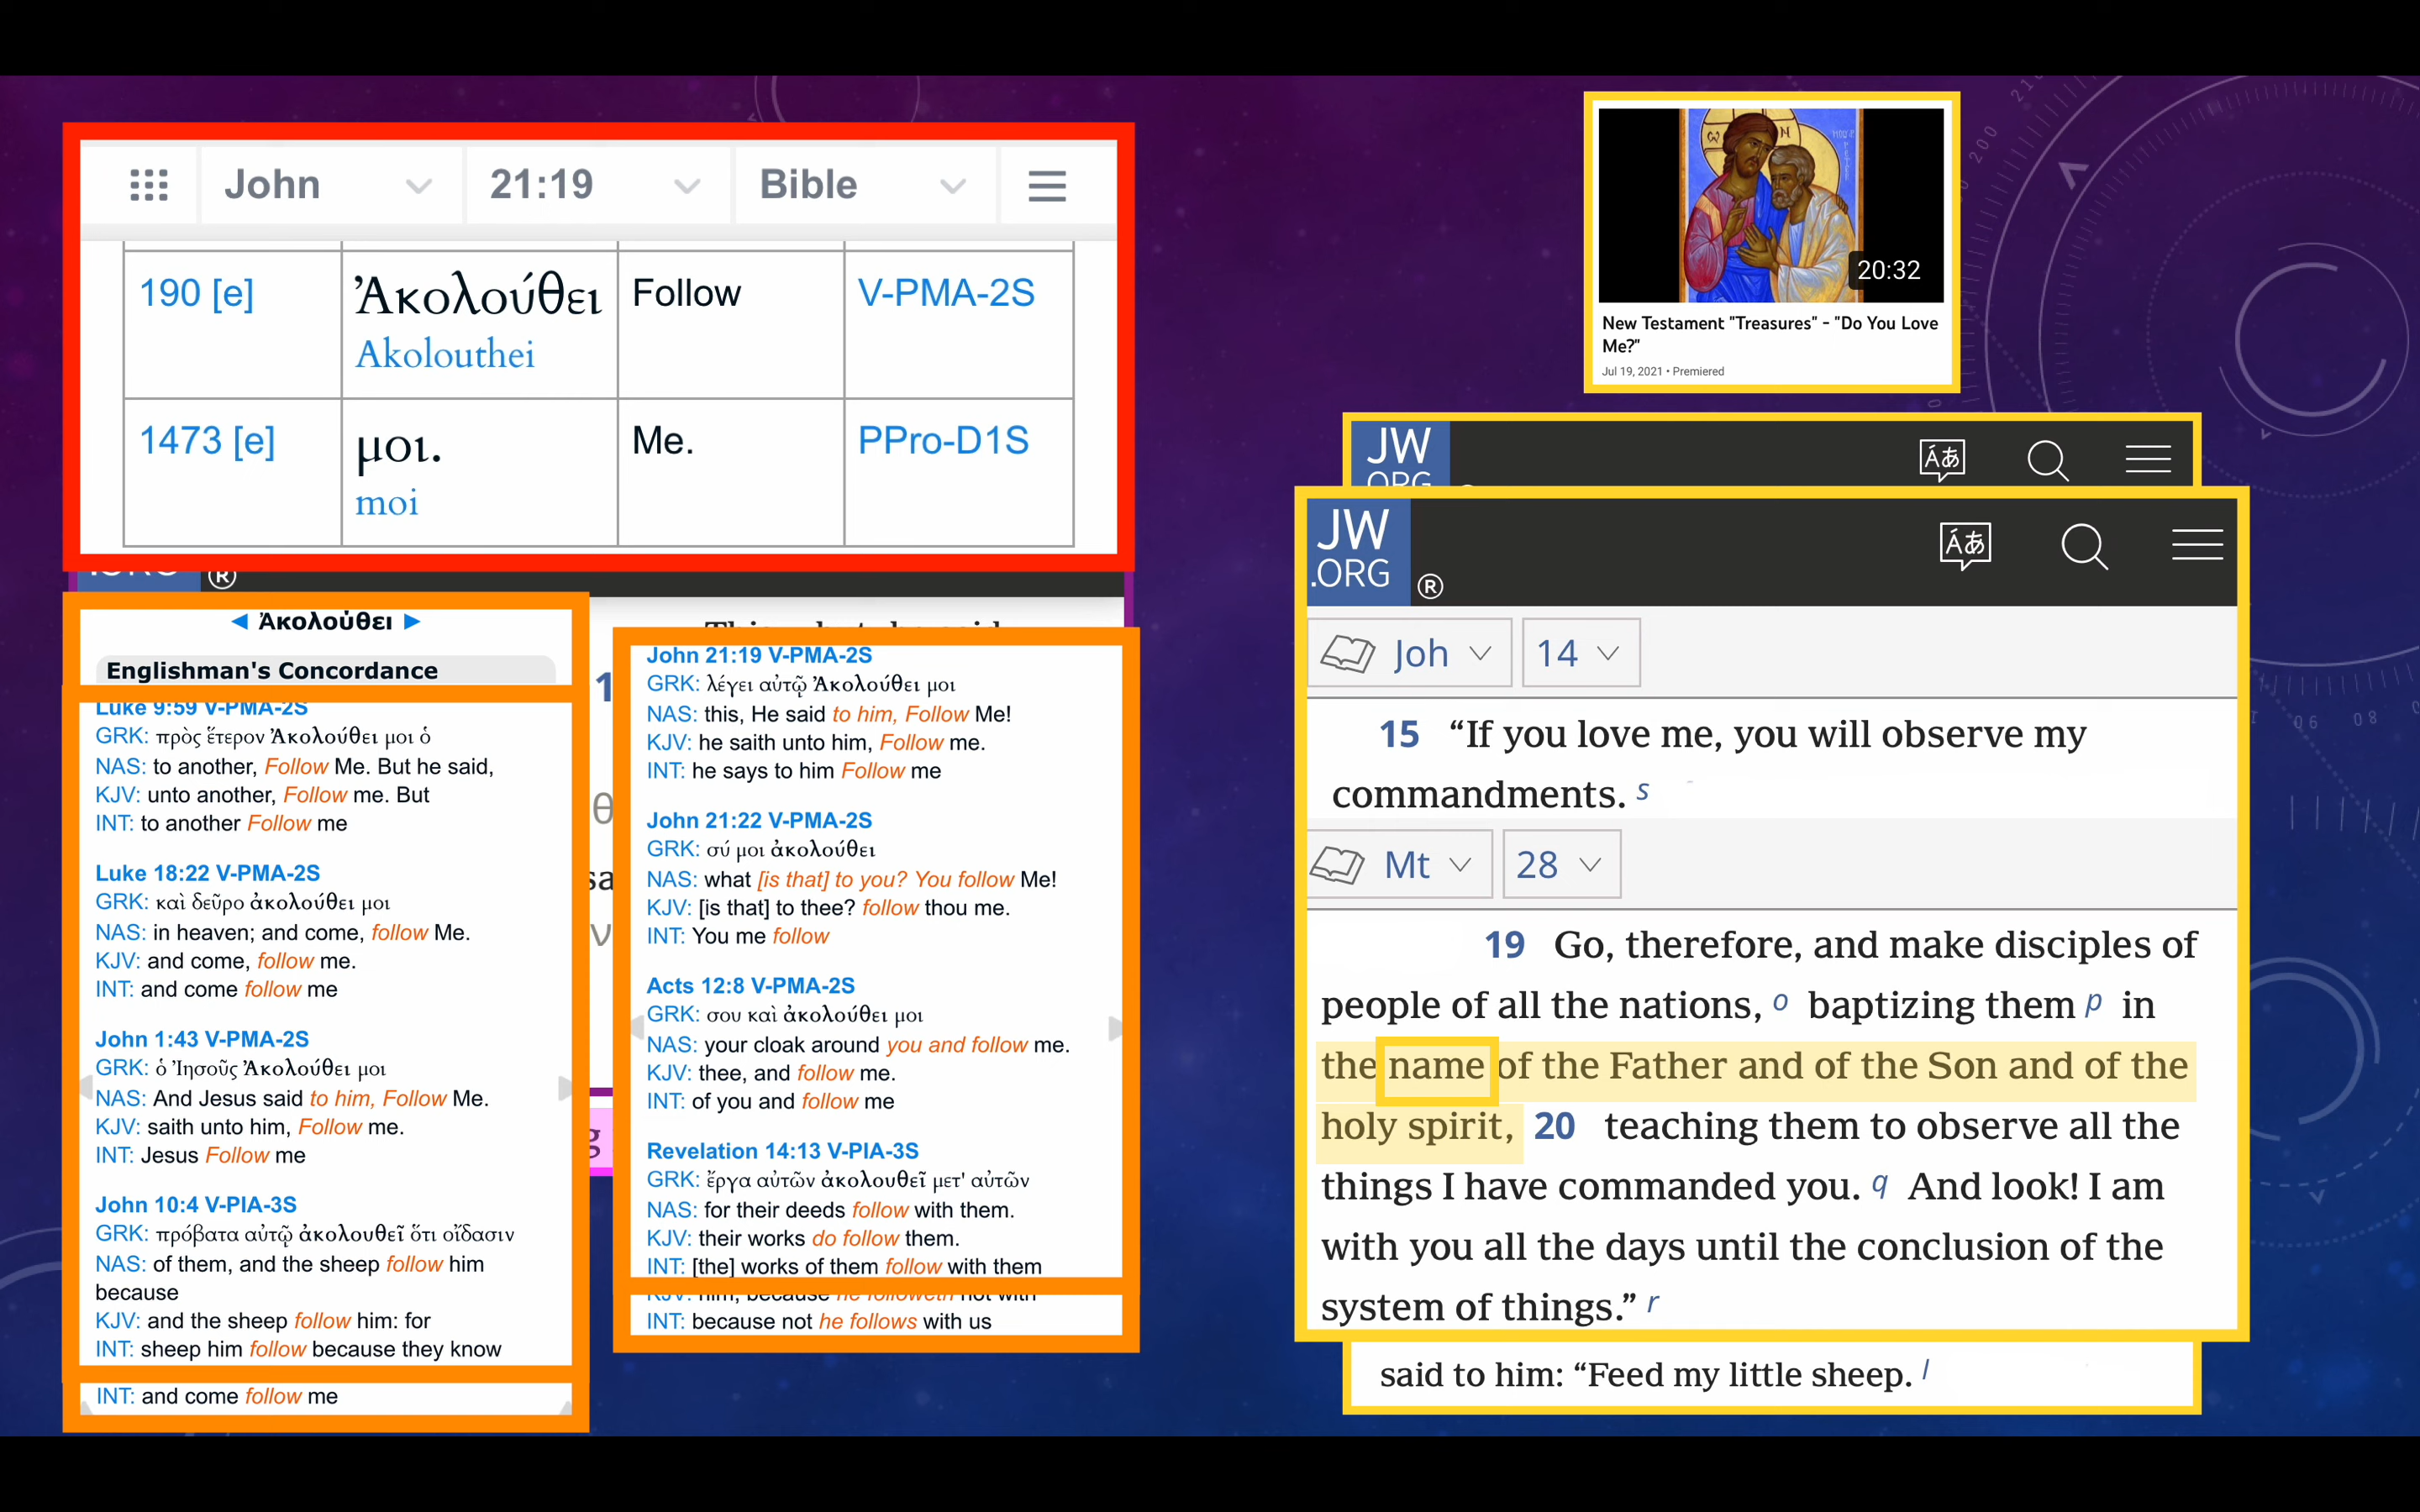 John 21:19 Bible
190 [e] Ἀκολούθει Follow V-PMA-2S
Akolouthei
1473 [e] μοι. Me. PPro-D1S
moi
®
◀ Ἀκολούθει ▶
Englishman's Concordance
Luke 9:59 V-PMA-2S
GRK: πρὸς ἕτερον Ἀκολούθει μοι ὁ
NAS: to another, Follow Me. But he said,
KJV: unto another, Follow me. But
INT: to another Follow me
Luke 18:22 V-PMA-2S
GRK: καὶ δεῦρο ἀκολούθει μοι
NAS: in heaven; and come, follow Me.
KJV: and come, follow me.
INT: and come follow me
John 1:43 V-PMA-2S
GRK: ὁ Ἰησοῦς Ἀκολούθει μοι
NAS: And Jesus said to him, Follow Me.
KJV: saith unto him, Follow me.
INT: Jesus Follow me
John 10:4 V-PIA-3S
GRK: πρόβατα αὐτῷ ἀκολουθεῖ ὅτι οἴδασιν
NAS: of them, and the sheep follow him
because
KJV: and the sheep follow him: for
INT: sheep him follow because they know
INT: and come follow me
John 21:19 V-PMA-2S
GRK: λέγει αὐτῷ Ἀκολούθει μοι
NAS: this, He said to him, Follow Me!
KJV: he saith unto him, Follow me.
INT: he says to him Follow me
John 21:22 V-PMA-2S
GRK: σύ μοι ἀκολούθει
NAS: what [is that] to you? You follow Me!
KJV: [is that] to thee? follow thou me.
INT: You me follow
Acts 12:8 V-PMA-2S
GRK: σου καὶ ἀκολούθει μοι
NAS: your cloak around you and follow me.
KJV: thee, and follow me.
INT: of you and follow me
Revelation 14:13 V-PIA-3S
GRK: ἔργα αὐτῶν ἀκολουθεῖ μετ' αὐτῶν
NAS: for their deeds follow with them.
KJV: their works do follow them.
INT: [the] works of them follow with them
KJV: him, because he followeth not with
INT: because not he follows with us
20:32
New Testament "Treasures" - "Do You Love
Me?"
Jul 19, 2021 • Premiered
JW
ORG
Áあ
JW
.ORG ®
Áあ
Joh 14
15 “If you love me, you will observe my
commandments. s
Mt 28
19 Go, therefore, and make disciples of
people of all the nations, o baptizing them p in
the name of the Father and of the Son and of the
holy spirit, 20 teaching them to observe all the
things I have commanded you. q And look! I am
with you all the days until the conclusion of the
system of things.” r
said to him: “Feed my little sheep. l